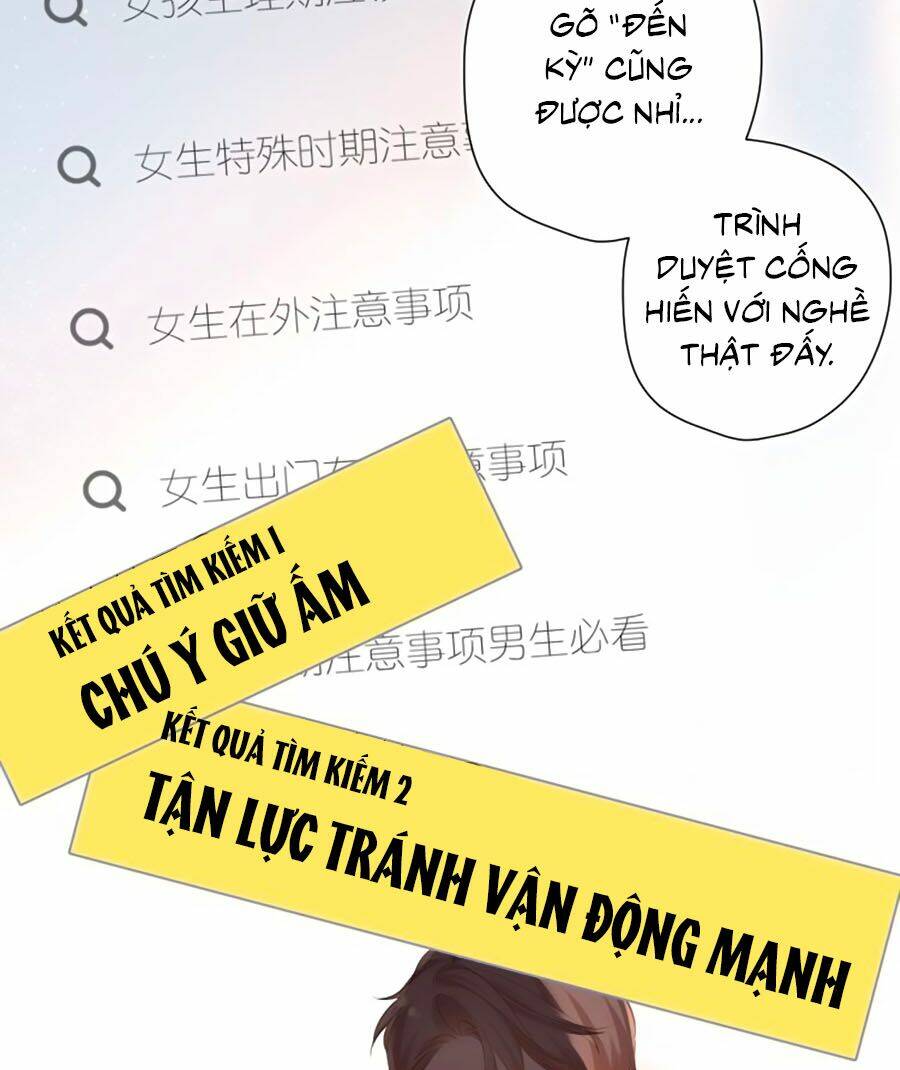 GÕ "ĐẾN
KỲ" CŨNG
ĐƯỢC NHỈ...
女生特殊时期注意
TRÌNH
DUYỆT CỐNG
HIẾN VỚI NGHỀ
THẬT ĐẤY.
女生在外注意事项
女生出门
意事项
KẾT QUẢ TÌM KIẾM 1
CHÚ Ý GIỮ ẤM
期注意事项男生必看
KẾT QUẢ TÌM KIẾM 2
TẬN LỰC TRÁNH VẬN ĐỘNG MẠNH